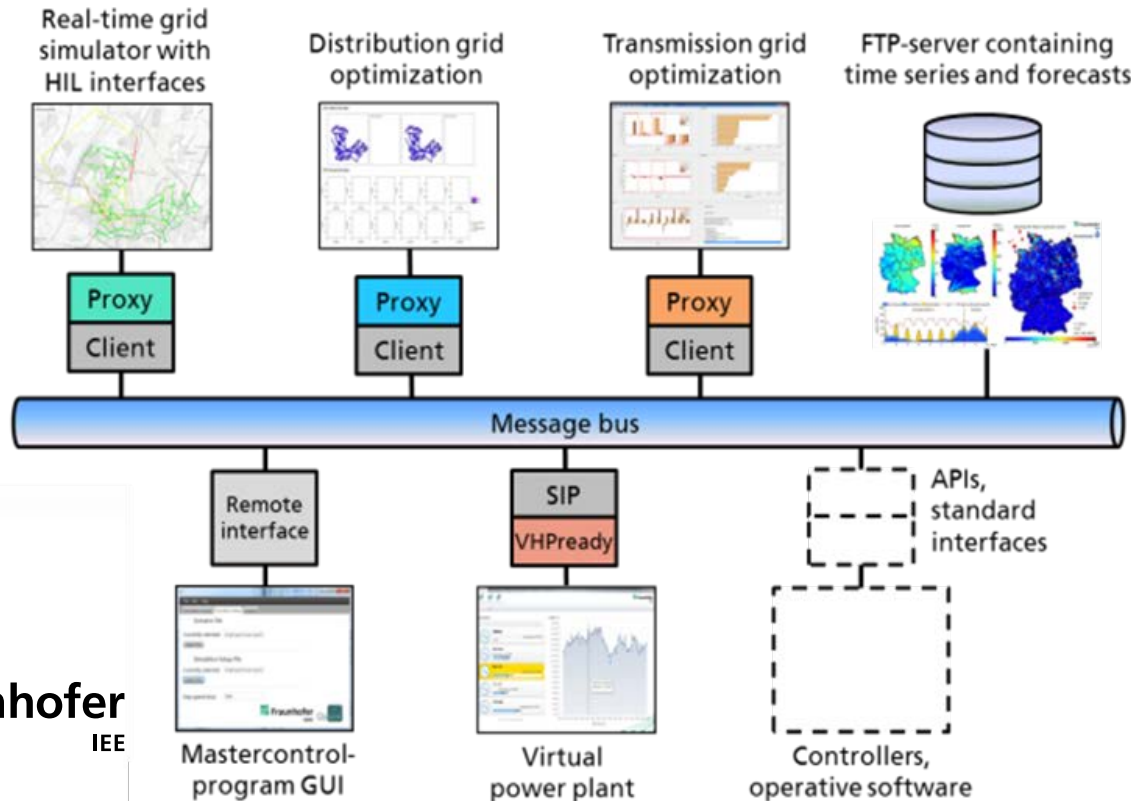 Real-time grid
simulator with
HIL interfaces
Distribution grid
optimization
Transmission grid
optimization
FTP-server containing
time series and forecasts
Proxy
Client
Proxy
Client
Proxy
Client
Message bus
Remote
interface
SIP
VHPready
APIs,
standard
interfaces
Fraunhofer
nhofer
IEE
Mastercontrol-
program GUI
Virtual
power plant
Controllers,
operative software